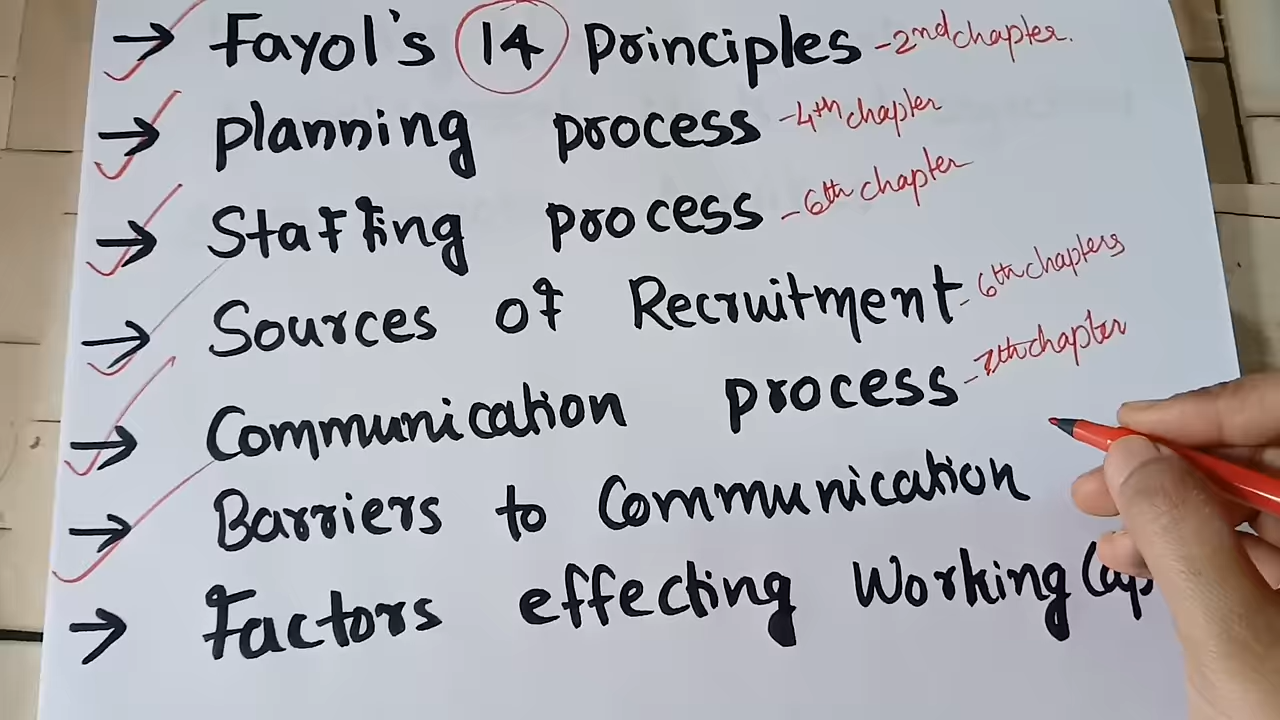 → Fayol's 14 Principles - 2nd chapter.
→ planning process - 4th chapter
→ Staffing process - 6th chapter
→ Sources of Recruitment - 6th chapters
→ Communication process - 7th chapter
→ Barriers to Communication
→ Factors effecting Working